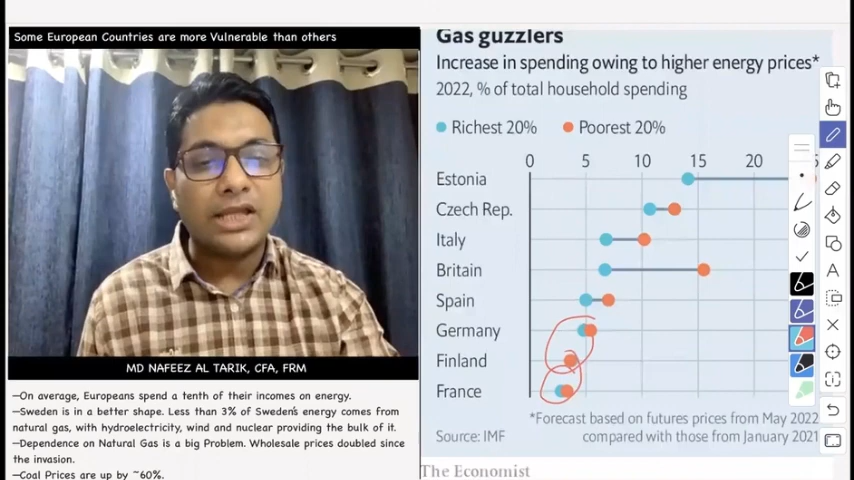 Some European Countries are more Vulnerable than others
MD NAFEEZ AL TARIK, CFA, FRM
—On average, Europeans spend a tenth of their incomes on energy.
—Sweden is in a better shape. Less than 3% of Sweden's energy comes from
natural gas, with hydroelectricity, wind and nuclear providing the bulk of it.
—Dependence on Natural Gas is a big Problem. Wholesale prices doubled since
the invasion.
—Coal Prices are up by ~60%.
Gas guzzlers
Increase in spending owing to higher energy prices*
2022, % of total household spending
Richest 20% Poorest 20%
0 5 10 15 20 5
Estonia
Czech Rep.
Italy
Britain
Spain
Germany
Finland
France
*Forecast based on futures prices from May 2022
Source: IMF compared with those from January 2021
The Economist
A